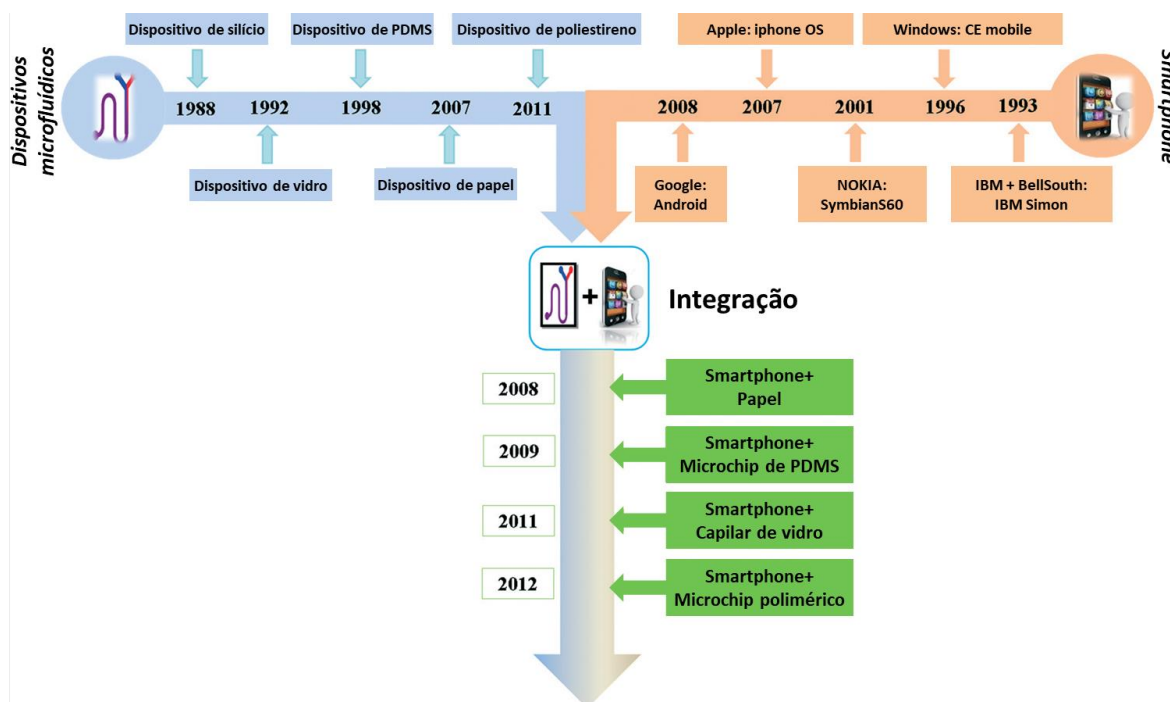 Dispositivos
microfluídicos
Dispositivo de silício
Dispositivo de PDMS
Dispositivo de poliestireno
1988
1992
1998
2007
2011
Dispositivo de vidro
Dispositivo de papel
Apple: iphone OS
Windows: CE mobile
2008
2007
2001
1996
1993
Google:
Android
NOKIA:
SymbianS60
IBM + BellSouth:
IBM Simon
Smartphone
+
Integração
2008
Smartphone+
Papel
2009
Smartphone+
Microchip de PDMS
2011
Smartphone+
Capilar de vidro
2012
Smartphone+
Microchip polimérico